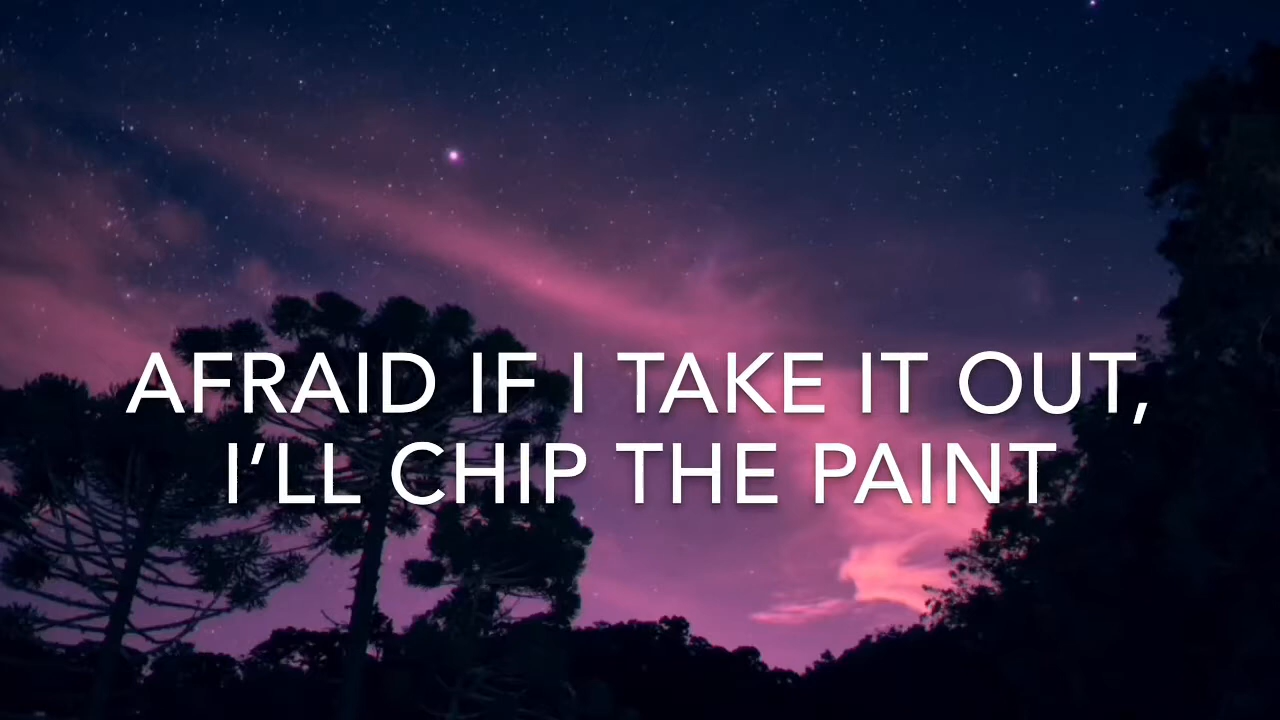 AFRAID IF I TAKE IT OUT,
I’LL CHIP THE PAINT